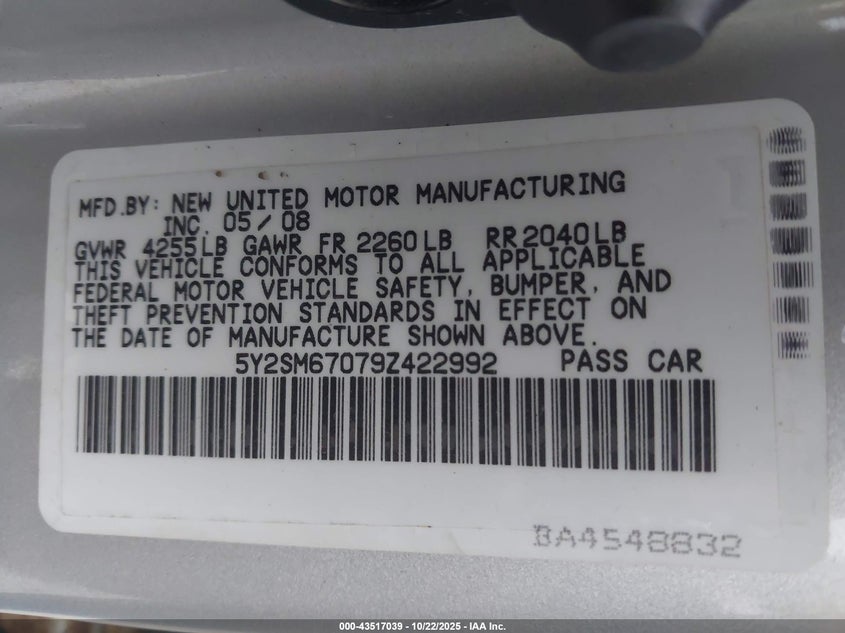 MFD.BY: NEW UNITED MOTOR MANUFACTURING
INC. 05/08
GVWR 4255LB GAWR FR 2260LB RR2040LB
THIS VEHICLE CONFORMS TO ALL APPLICABLE
FEDERAL MOTOR VEHICLE SAFETY, BUMPER, AND
THEFT PREVENTION STANDARDS IN EFFECT ON
THE DATE OF MANUFACTURE SHOWN ABOVE.
5Y2SM67079Z422992 PASS CAR
BA4548832
000-43517039 - 10/22/2025 - IAA Inc.